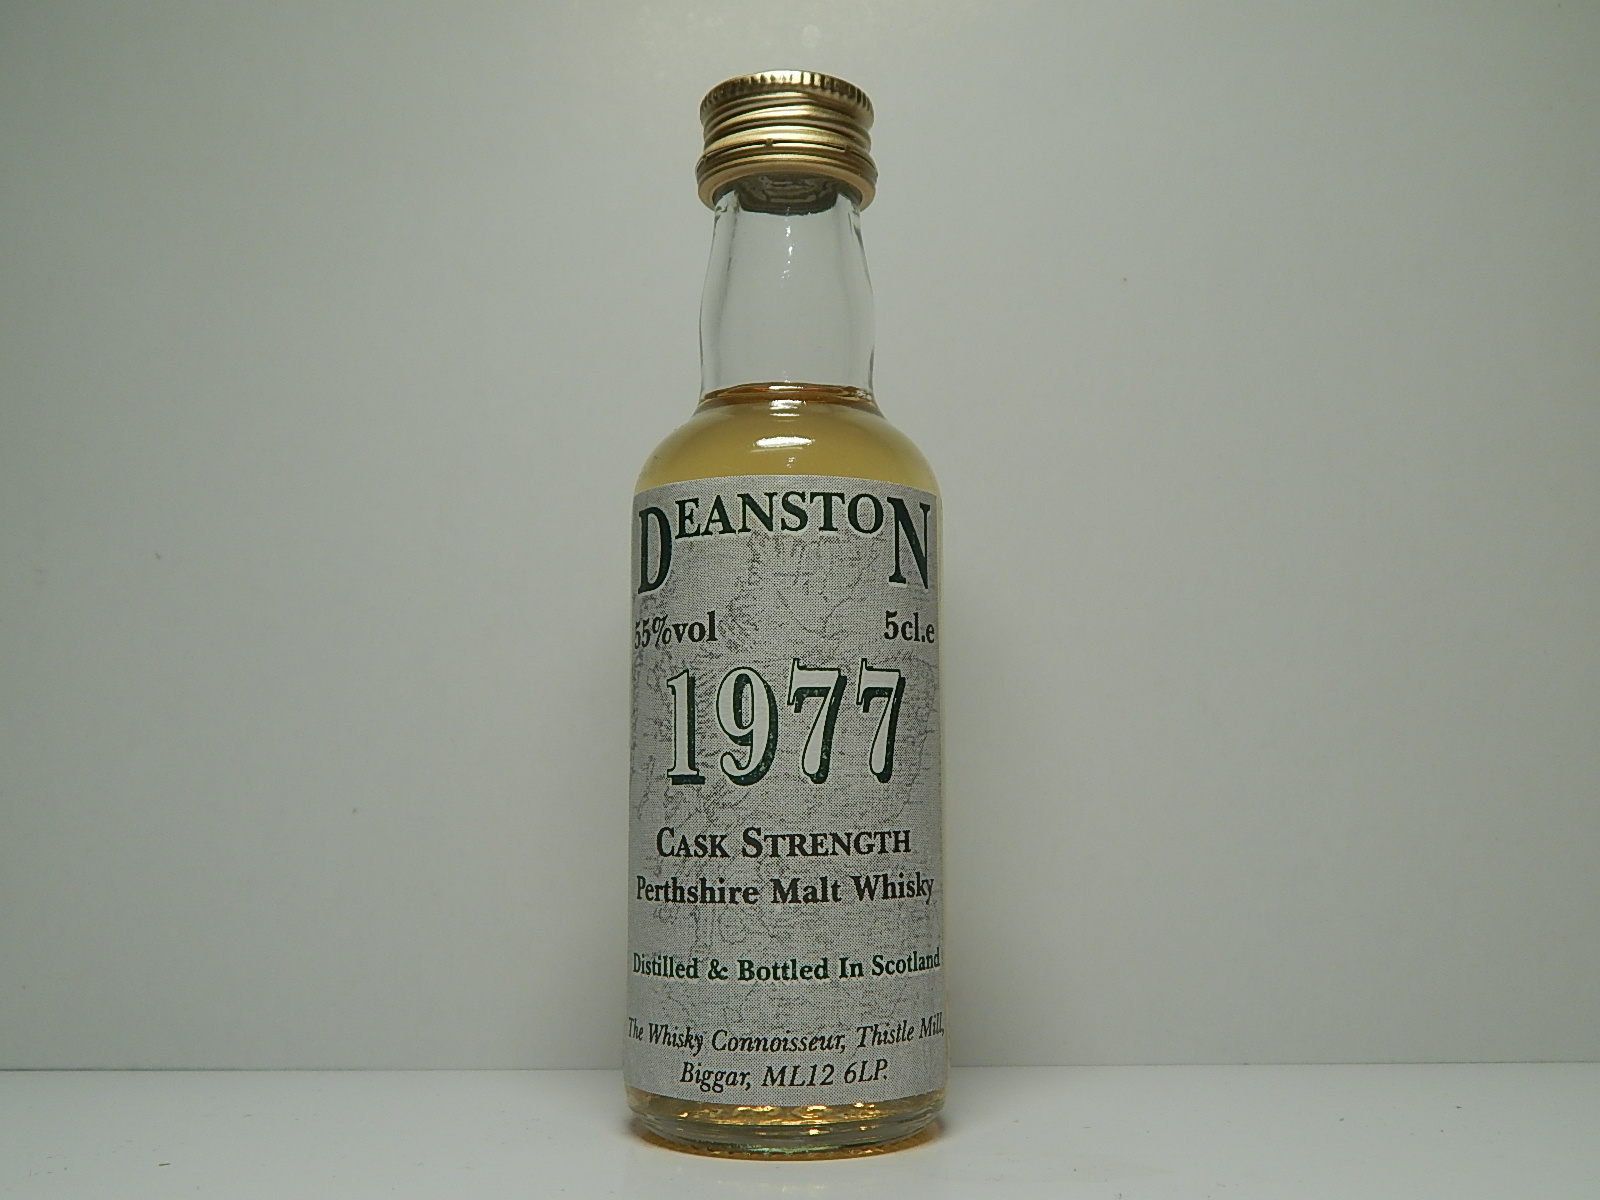 DEANSTON
55%vol 5cl.e
1977
CASK STRENGTH
Perthshire Malt Whisky
Distilled & Bottled In Scotland
The Whisky Connoisseur, Thistle Mill,
Biggar, ML12 6LP.